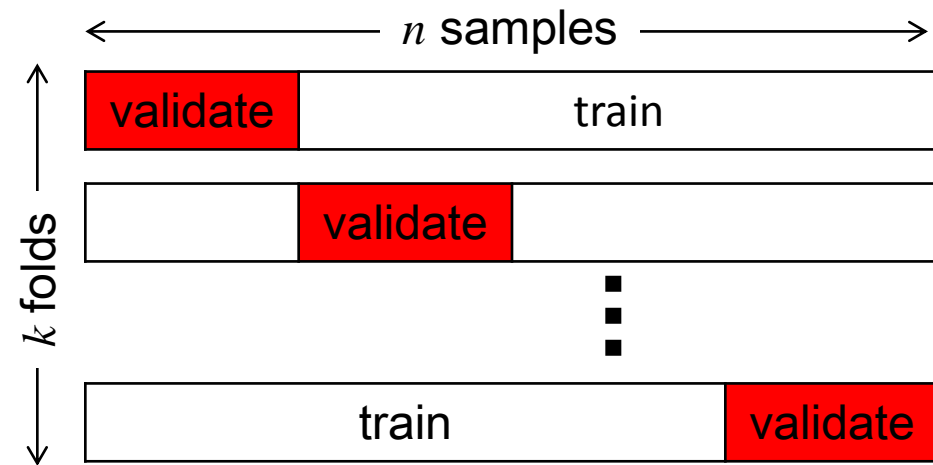 n samples
k folds
validate train
validate
train validate